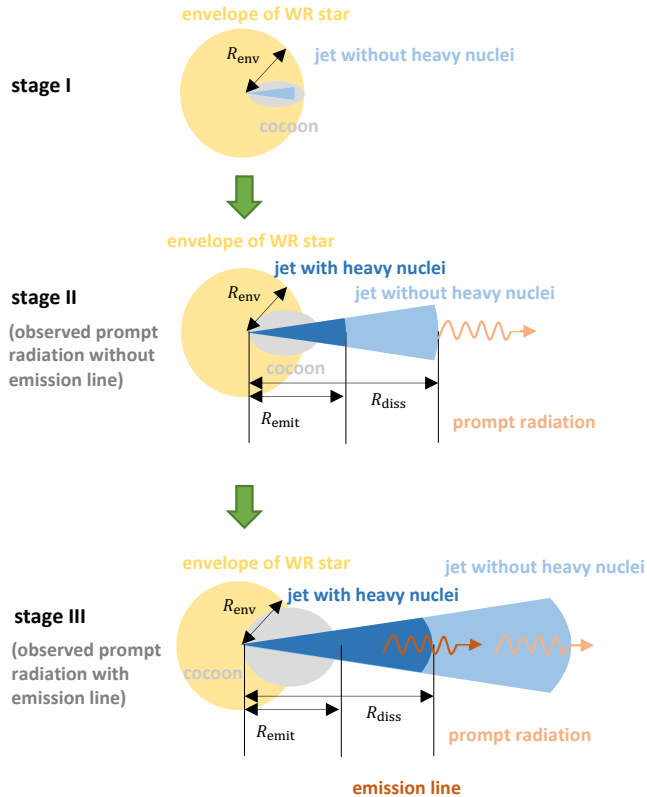 envelope of WR star
R_env
jet without heavy nuclei
stage I
cocoon
envelope of WR star
jet with heavy nuclei
R_env
jet without heavy nuclei
stage II
(observed prompt
radiation without
emission line)
cocoon
R_diss
R_emit
prompt radiation
envelope of WR star
jet without heavy nuclei
jet with heavy nuclei
R_env
stage III
(observed prompt
radiation with
emission line)
cocoon
R_diss
R_emit
prompt radiation
emission line